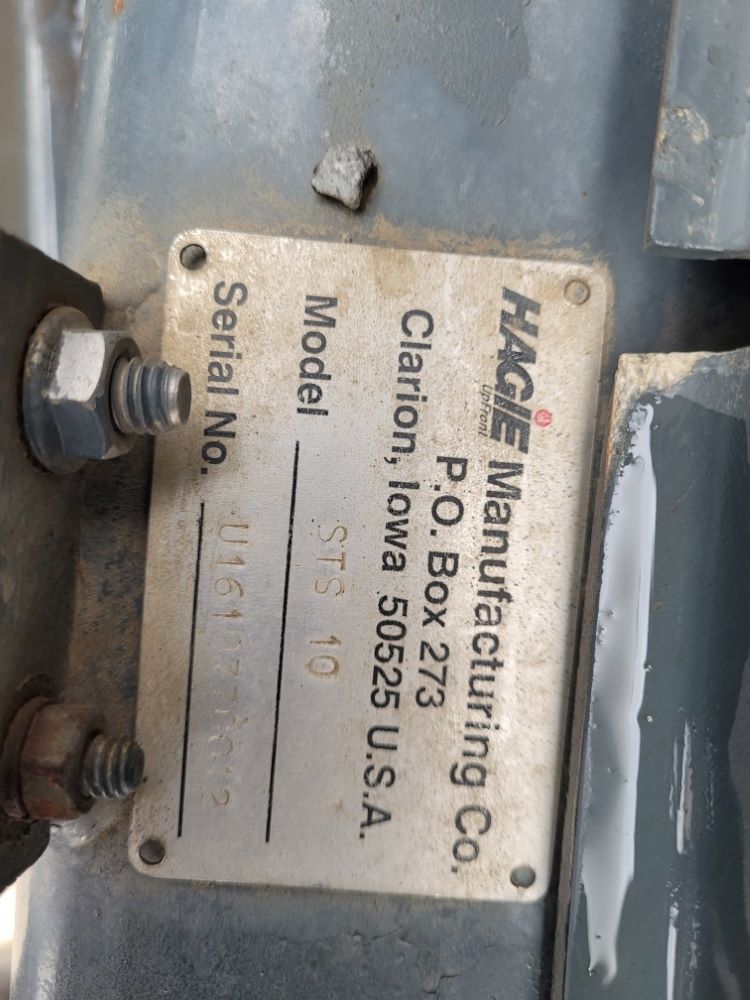 HAGIE Manufacturing Co.
UpFront
P.O. Box 273
Clarion, Iowa 50525 U.S.A.
Model STS 10
Serial No.